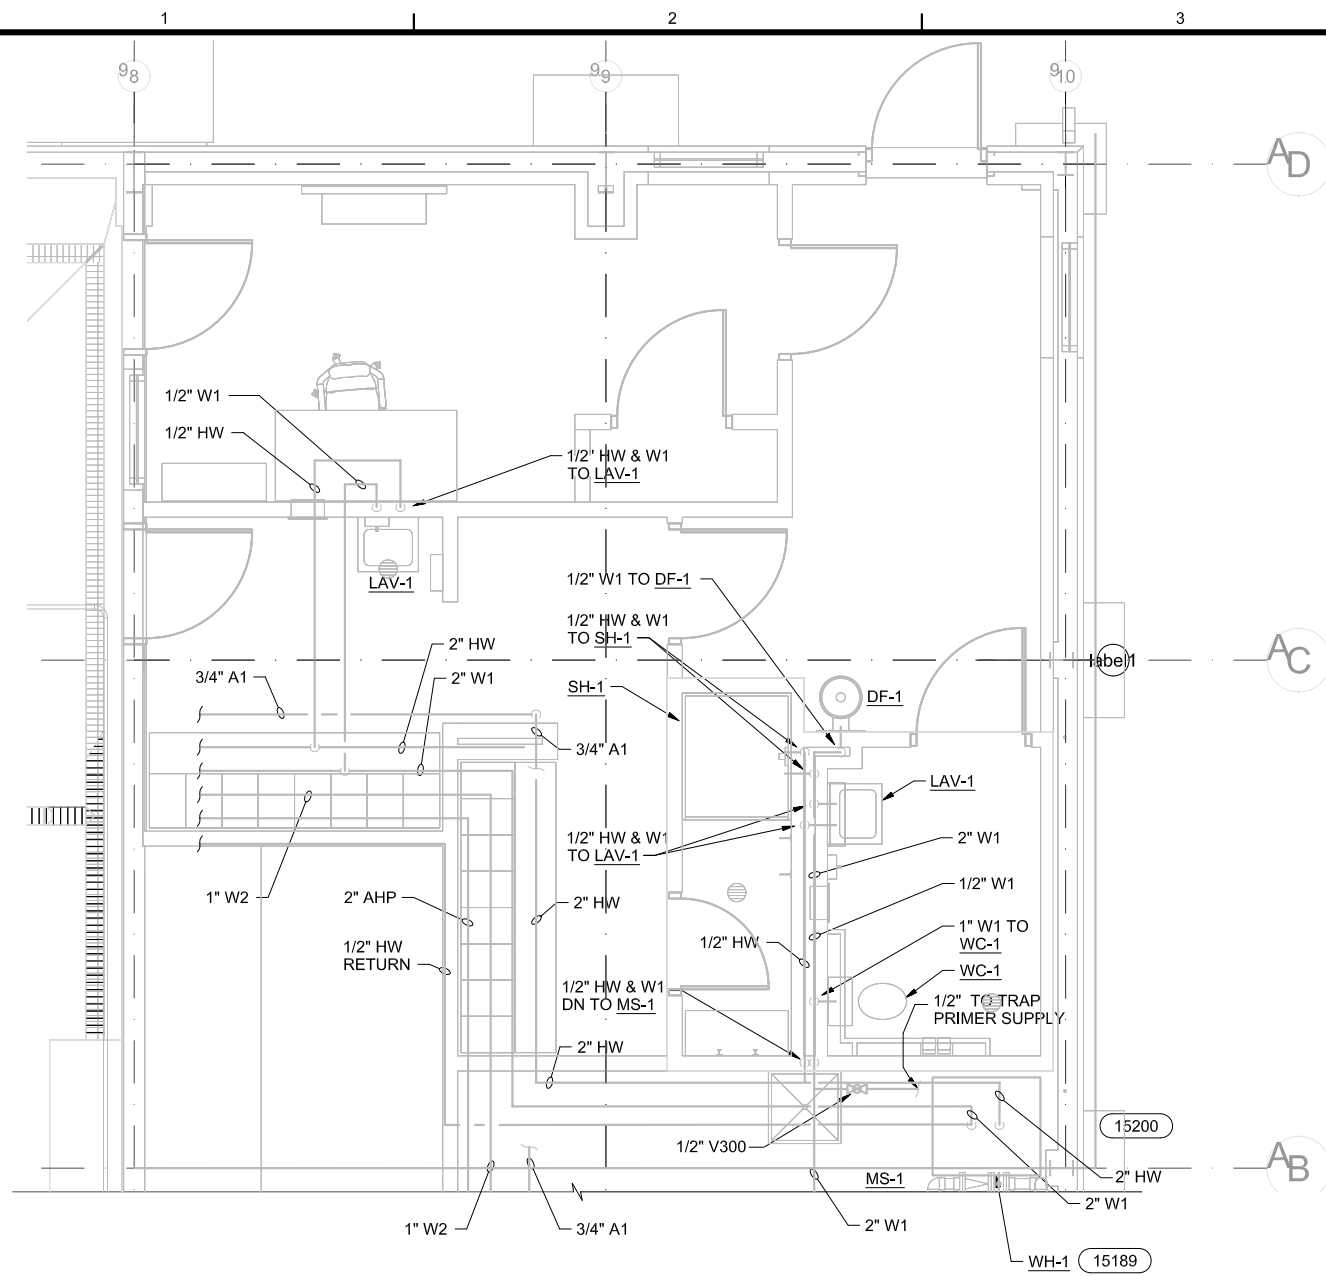 1 2 3
9 8
9 9
9 10
A D
1/2" W1
1/2" HW
1/2" HW & W1
TO LAV-1
LAV-1
1/2" W1 TO DF-1
1/2" HW & W1
TO SH-1
2" HW
2" W1
3/4" A1
SH-1
DF-1
label1
A C
3/4" A1
LAV-1
1/2" HW & W1
TO LAV-1
2" W1
1" W2
2" AHP
2" HW
1/2" W1
1/2" HW
RETURN
1/2" HW
1" W1 TO
WC-1
WC-1
1/2" HW & W1
DN TO MS-1
1/2" TO TRAP
PRIMER SUPPLY
2" HW
1/2" V300
15200
MS-1
2" HW
A B
2" W1
1" W2
3/4" A1
2" W1
WH-1 15189